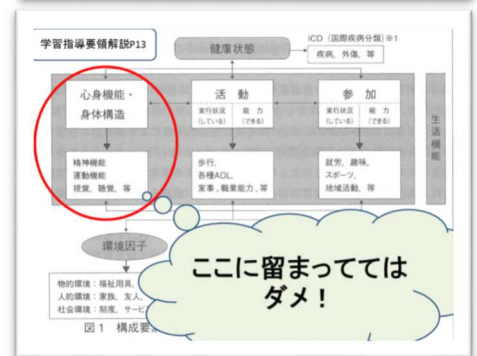 学習指導要領解説P13
健康状態
ICD（国際疾病分類）※1
疾病、外傷、等
心身機能・
身体構造
活 動
実行状況
（している）
能 力
（できる）
参 加
実行状況
（している）
能 力
（できる）
生活機能
精神機能
運動機能
視覚、聴覚、等
歩行、
各種ADL、
家事、職業能力、等
就労、趣味、
スポーツ、
地域活動、等
環境因子
物的環境：福祉用具、
人的環境：家族、友人、
社会環境：制度、サービ
図1 構成要
ここに留まってては
ダメ！